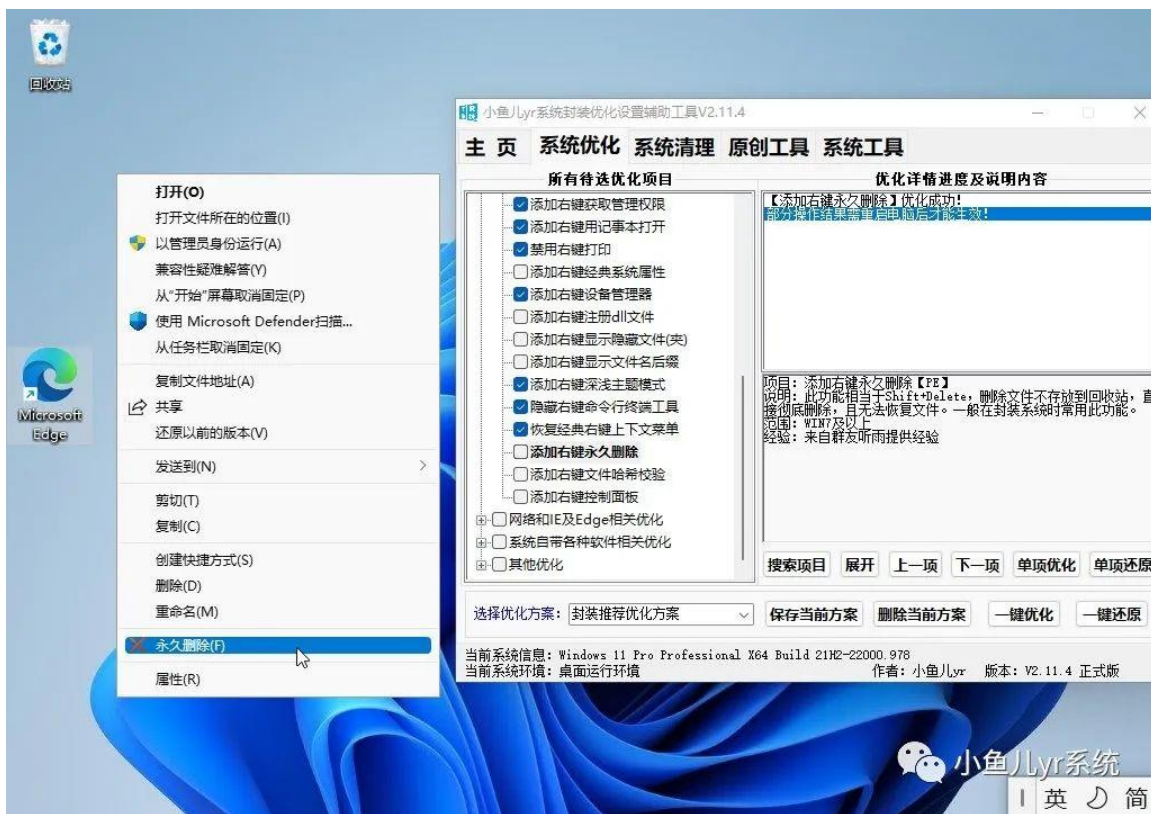 回收站
Microsoft
Edge
打开(O)
打开文件所在的位置(I)
以管理员身份运行(A)
兼容性疑难解答(Y)
从"开始"屏幕取消固定(P)
使用 Microsoft Defender扫描...
从任务栏取消固定(K)
复制文件地址(A)
共享
还原以前的版本(V)
发送到(N)
剪切(T)
复制(C)
创建快捷方式(S)
删除(D)
重命名(M)
永久删除(F)
属性(R)
小鱼儿yr系统封装优化设置辅助工具V2.11.4
主 页 系统优化 系统清理 原创工具 系统工具
所有待选优化项目
添加右键获取管理权限
添加右键用记事本打开
禁用右键打印
添加右键经典系统属性
添加右键设备管理器
添加右键注册dll文件
添加右键显示隐藏文件(夹)
添加右键显示文件名后缀
添加右键深浅主题模式
隐藏右键命令行终端工具
恢复经典右键上下文菜单
添加右键永久删除
添加右键文件哈希校验
添加右键控制面板
网络和IE及Edge相关优化
系统自带各种软件相关优化
其他优化
优化详情进度及说明内容
【添加右键永久删除】优化成功!
部分操作结果需重启电脑后才能生效!
项目: 添加右键永久删除【PE】
说明: 此功能相当于Shift+Delete, 删除文件不存放到回收站, 直
接彻底删除, 且无法恢复文件。一般在封装系统时常用此功能。
范围: WIN7及以上
经验: 来自群友听雨提供经验
搜索项目 展开 上一项 下一项 单项优化 单项还原
选择优化方案: 封装推荐优化方案 保存当前方案 删除当前方案 一键优化 一键还原
当前系统信息: Windows 11 Pro Professional X64 Build 21H2-22000.978
当前系统环境: 桌面运行环境 作者: 小鱼儿yr 版本: V2.11.4 正式版
小鱼儿yr系统
英 简